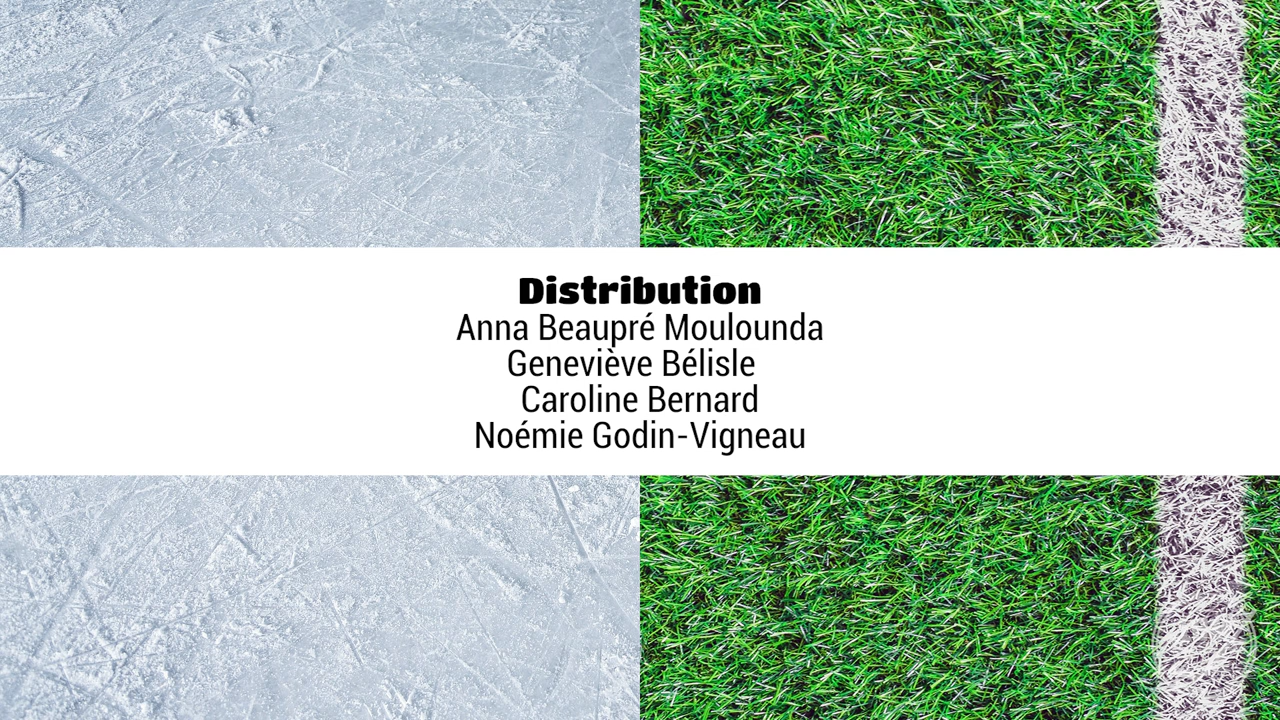 Distribution
Anna Beaupré Moulounda
Geneviève Bélisle
Caroline Bernard
Noémie Godin-Vigneau